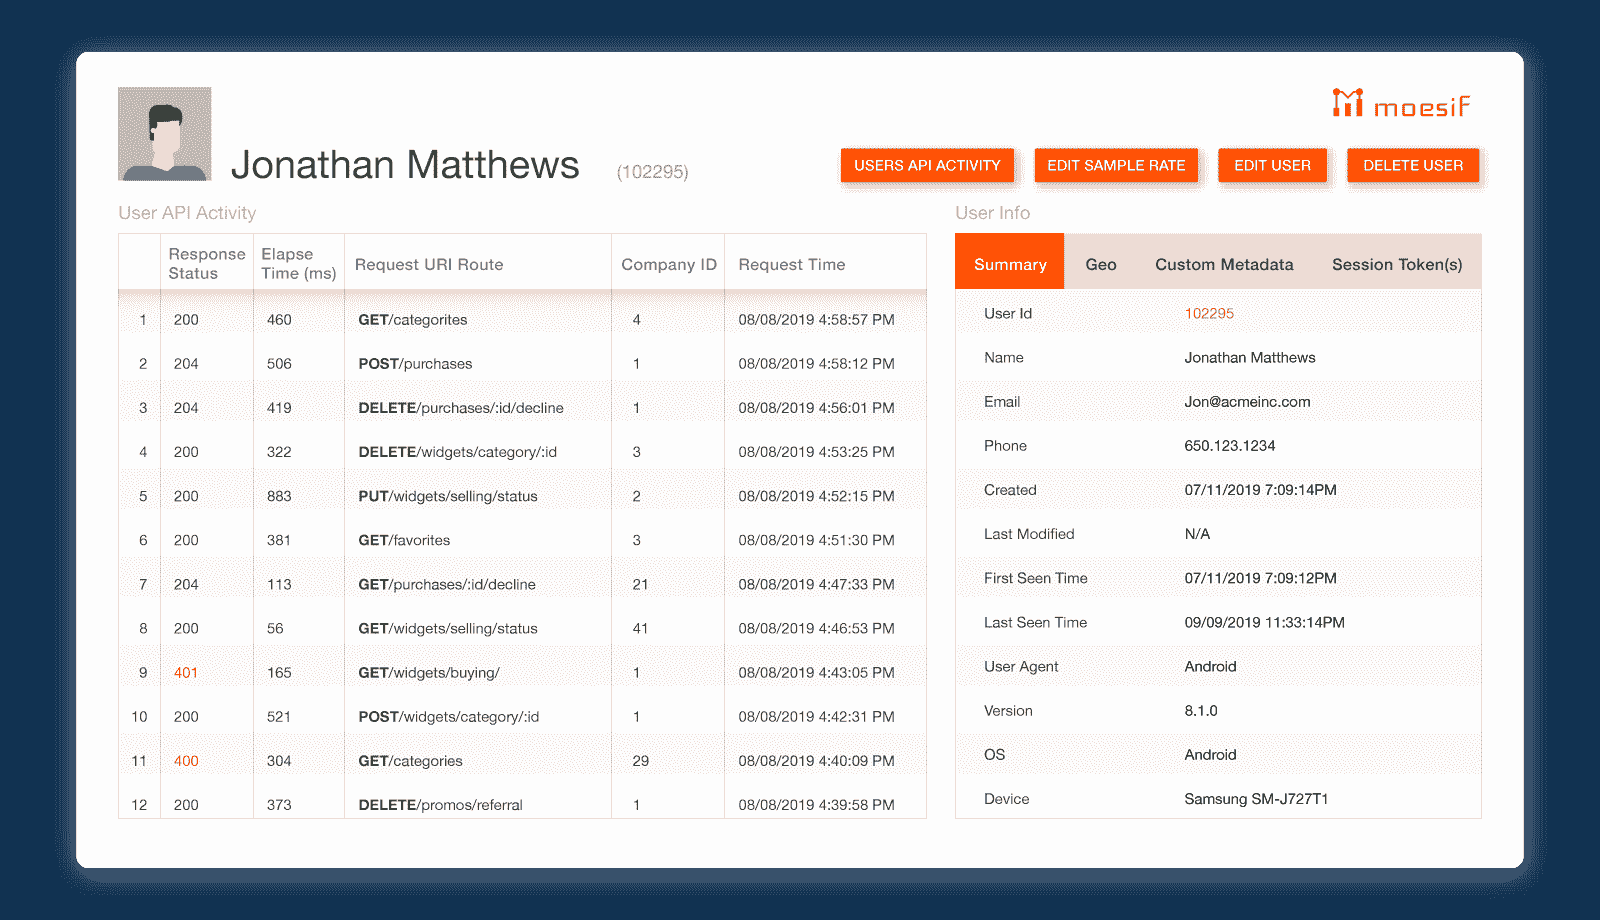 moesif
Jonathan Matthews (102295)
USERS API ACTIVITY EDIT SAMPLE RATE EDIT USER DELETE USER
User API Activity
Response Status Elapse Time (ms) Request URI Route Company ID Request Time
1 200 460 GET/categorites 4 08/08/2019 4:58:57 PM
2 204 506 POST/purchases 1 08/08/2019 4:58:12 PM
3 204 419 DELETE/purchases/:id/decline 1 08/08/2019 4:56:01 PM
4 200 322 DELETE/widgets/category/:id 3 08/08/2019 4:53:25 PM
5 200 883 PUT/widgets/selling/status 2 08/08/2019 4:52:15 PM
6 200 381 GET/favorites 3 08/08/2019 4:51:30 PM
7 204 113 GET/purchases/:id/decline 21 08/08/2019 4:47:33 PM
8 200 56 GET/widgets/selling/status 41 08/08/2019 4:46:53 PM
9 401 165 GET/widgets/buying/ 1 08/08/2019 4:43:05 PM
10 200 521 POST/widgets/category/:id 1 08/08/2019 4:42:31 PM
11 400 304 GET/categories 29 08/08/2019 4:40:09 PM
12 200 373 DELETE/promos/referral 1 08/08/2019 4:39:58 PM
User Info
Summary Geo Custom Metadata Session Token(s)
User Id 102295
Name Jonathan Matthews
Email Jon@acmeinc.com
Phone 650.123.1234
Created 07/11/2019 7:09:14PM
Last Modified N/A
First Seen Time 07/11/2019 7:09:12PM
Last Seen Time 09/09/2019 11:33:14PM
User Agent Android
Version 8.1.0
OS Android
Device Samsung SM-J727T1